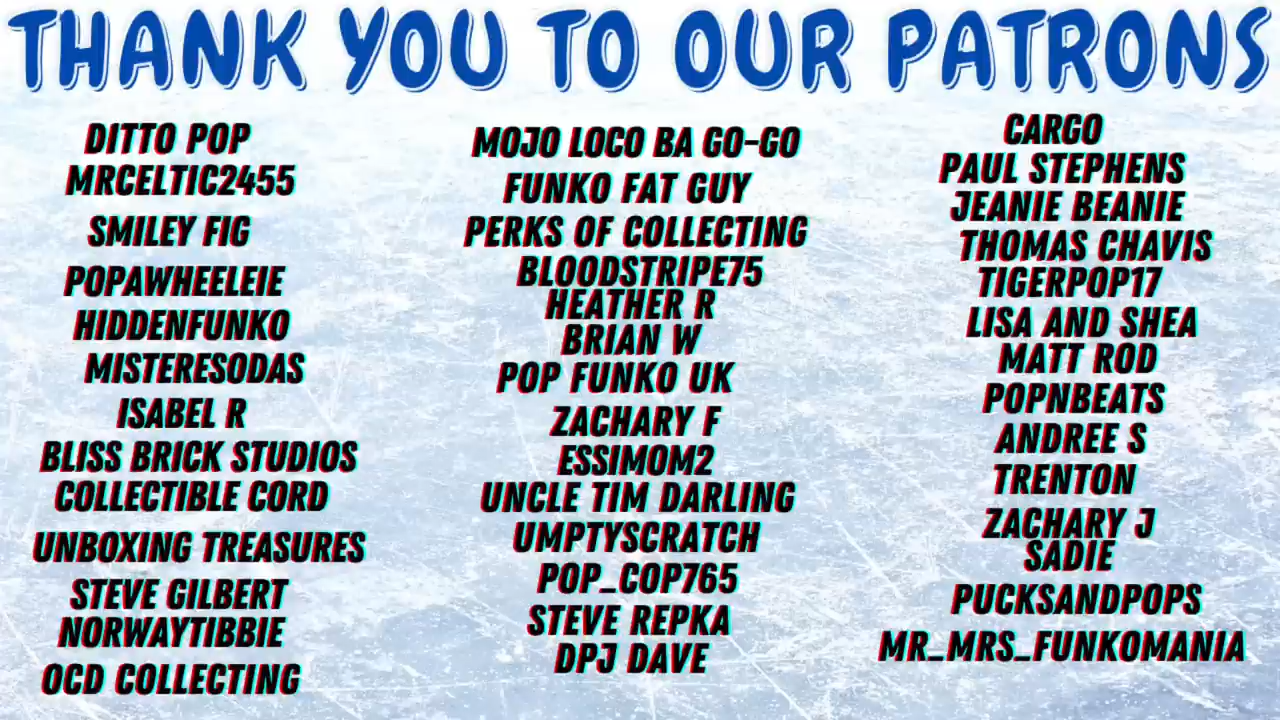 THANK YOU TO OUR PATRONS
DITTO POP
MRCELTIC2455
SMILEY FIG
POPAWHEELEIE
HIDDENFUNKO
MISTERESODAS
ISABEL R
BLISS BRICK STUDIOS
COLLECTIBLE CORD
UNBOXING TREASURES
STEVE GILBERT
NORWAYTIBBIE
OCD COLLECTING
MOJO LOCO BA GO-GO
FUNKO FAT GUY
PERKS OF COLLECTING
BLOODSTRIPE75
HEATHER R
BRIAN W
POP FUNKO UK
ZACHARY F
ESSIMOM2
UNCLE TIM DARLING
UMPTYSCRATCH
POP_COP765
STEVE REPKA
DPJ DAVE
CARGO
PAUL STEPHENS
JEANIE BEANIE
THOMAS CHAVIS
TIGERPOP17
LISA AND SHEA
MATT ROD
POPNBEATS
ANDREE S
TRENTON
ZACHARY J
SADIE
PUCKSANDPOPS
MR_MRS_FUNKOMANIA